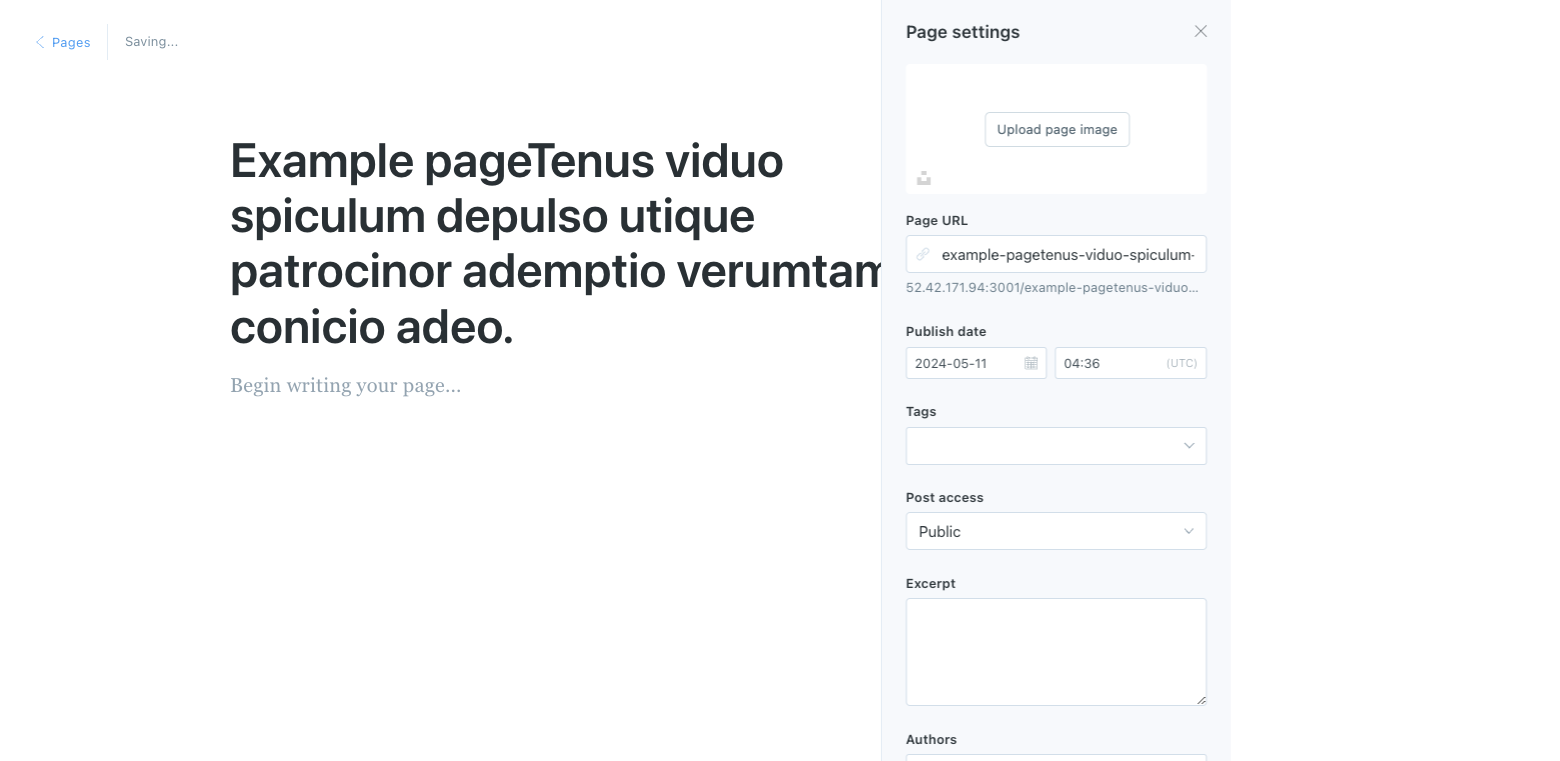 Pages
Saving...
Example pageTenus viduo
spiculum depulso utique
patrocinor ademptio verumtam
conicio adeo.
Begin writing your page...
Page settings
Upload page image
Page URL
example-pagetenus-viduo-spiculum-
52.42.171.94:3001/example-pagetenus-viduo...
Publish date
2024-05-11
04:36
(UTC)
Tags
Post access
Public
Excerpt
Authors